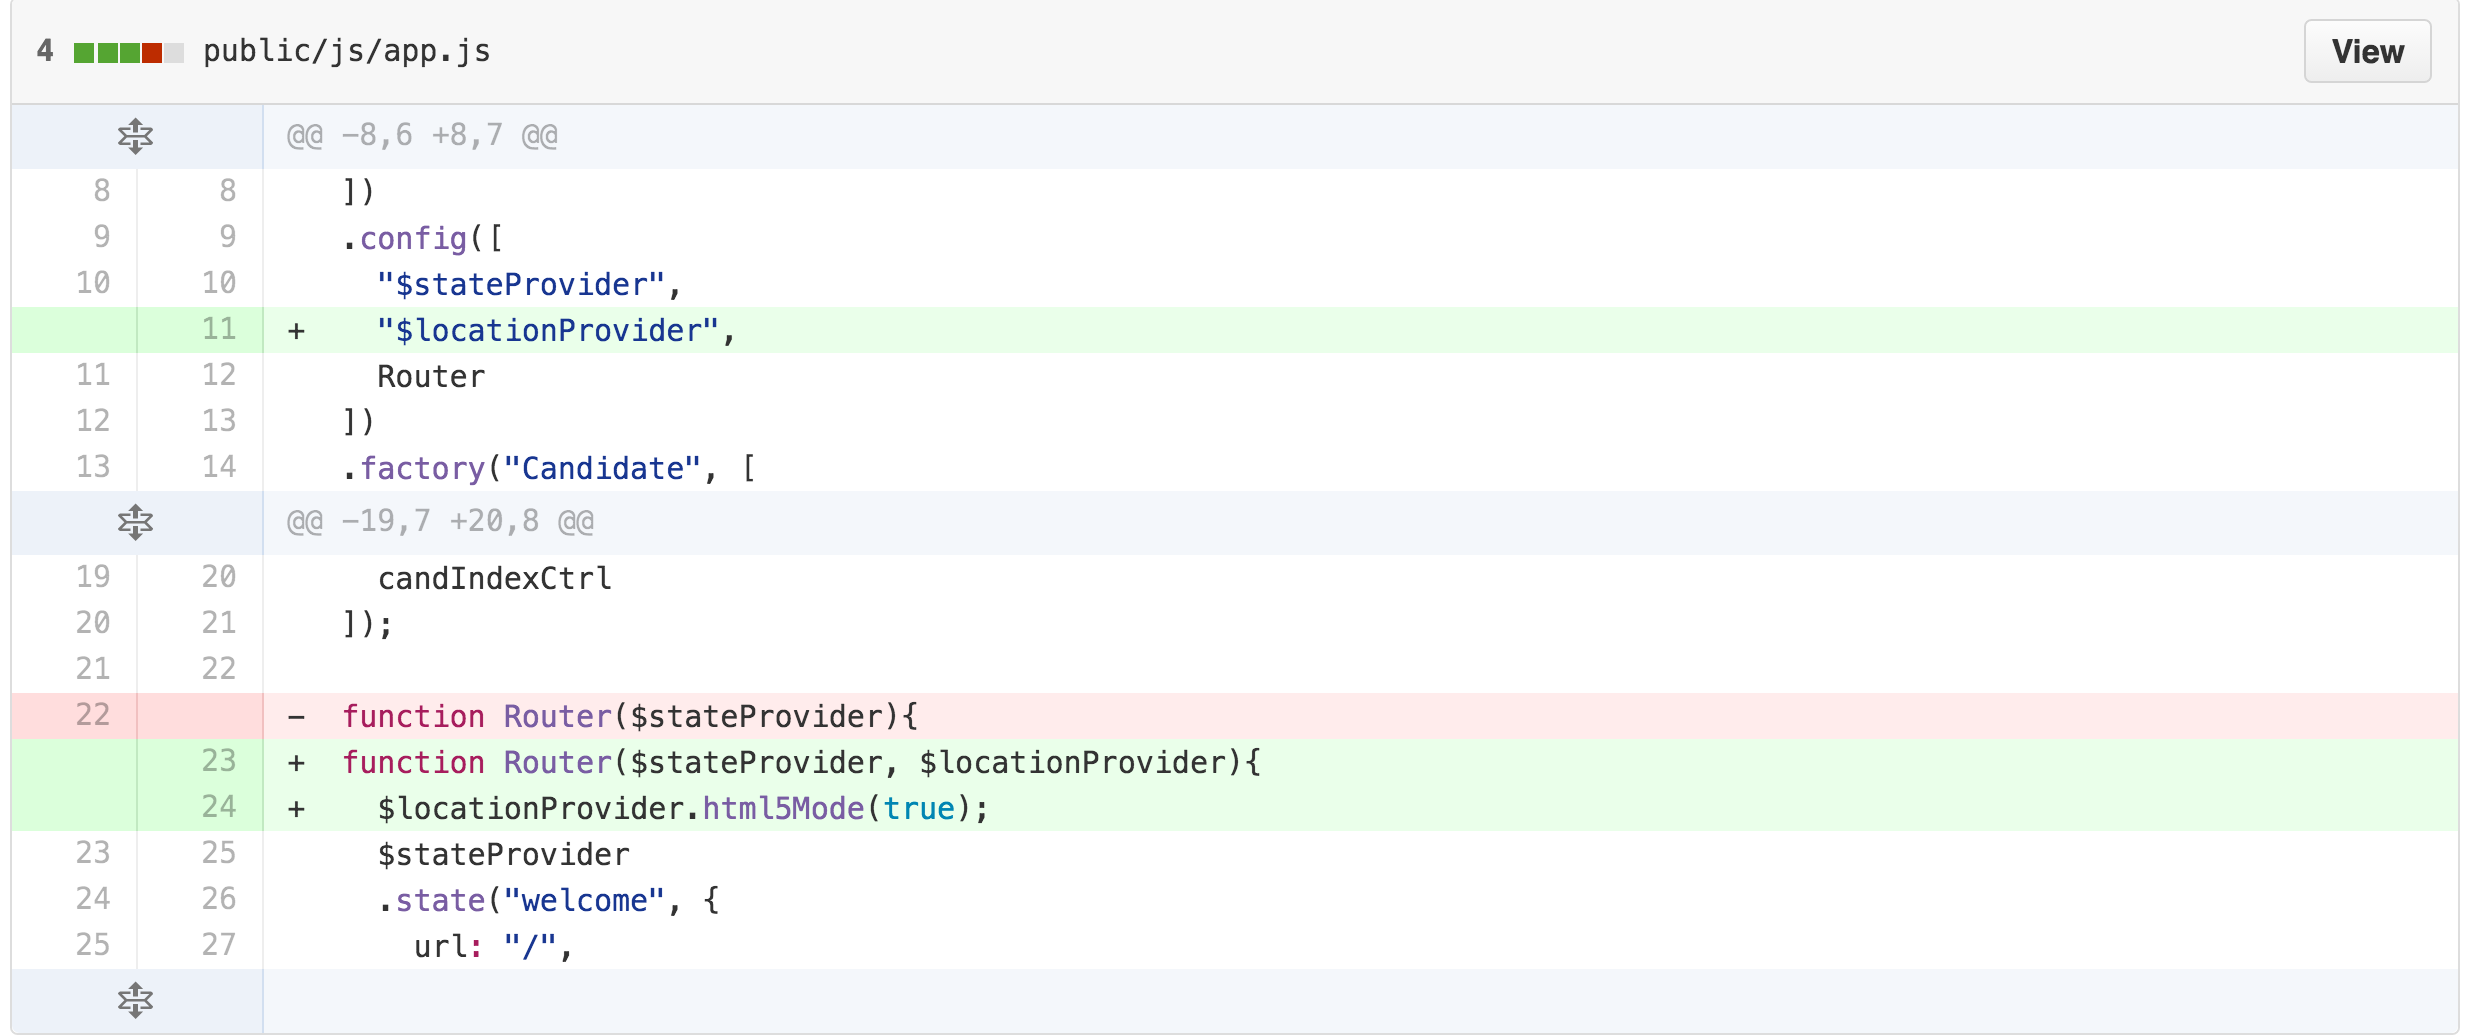 4 public/js/app.js View
@@ -8,6 +8,7 @@
8 8 ])
9 9 .config([
10 10 "$stateProvider",
11 + "$locationProvider",
11 12 Router
12 13 ])
13 14 .factory("Candidate", [
@@ -19,7 +20,8 @@
19 20 candIndexCtrl
20 21 ]);
21 22
22 - function Router($stateProvider){
23 + function Router($stateProvider, $locationProvider){
24 + $locationProvider.html5Mode(true);
23 25 $stateProvider
24 26 .state("welcome", {
25 27 url: "/",